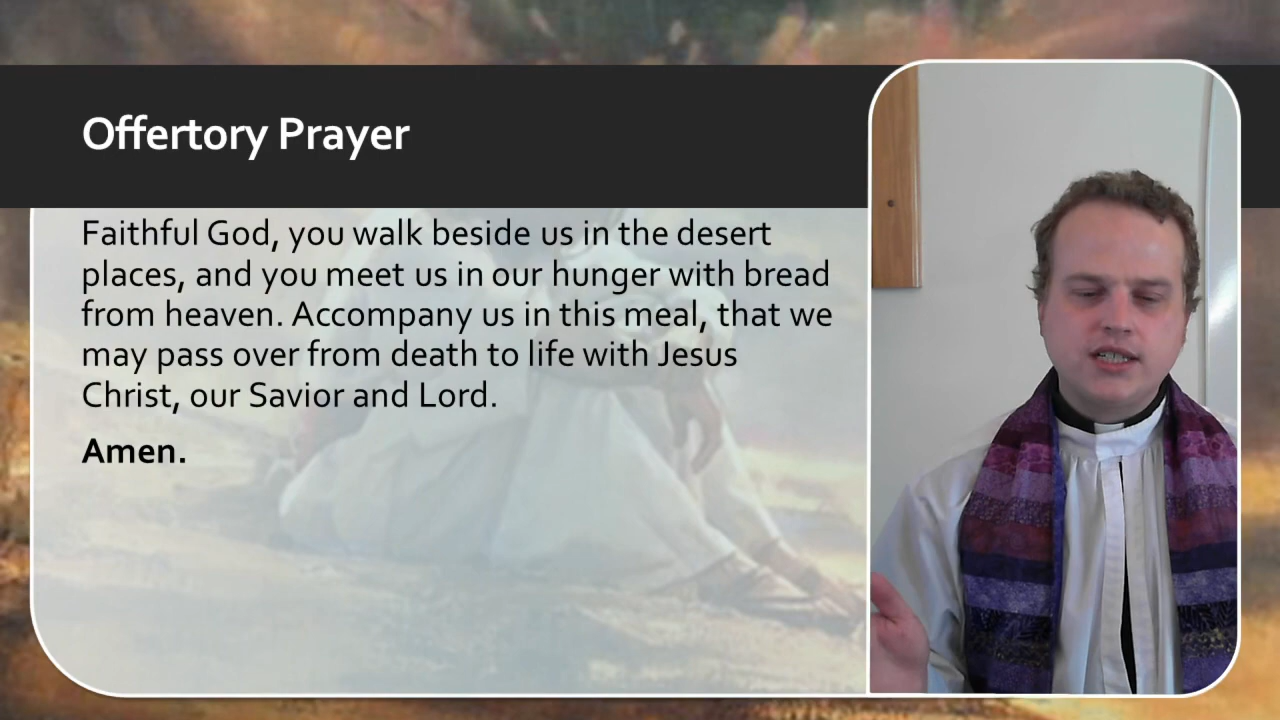 Offertory Prayer
Faithful God, you walk beside us in the desert
places, and you meet us in our hunger with bread
from heaven. Accompany us in this meal, that we
may pass over from death to life with Jesus
Christ, our Savior and Lord.
Amen.